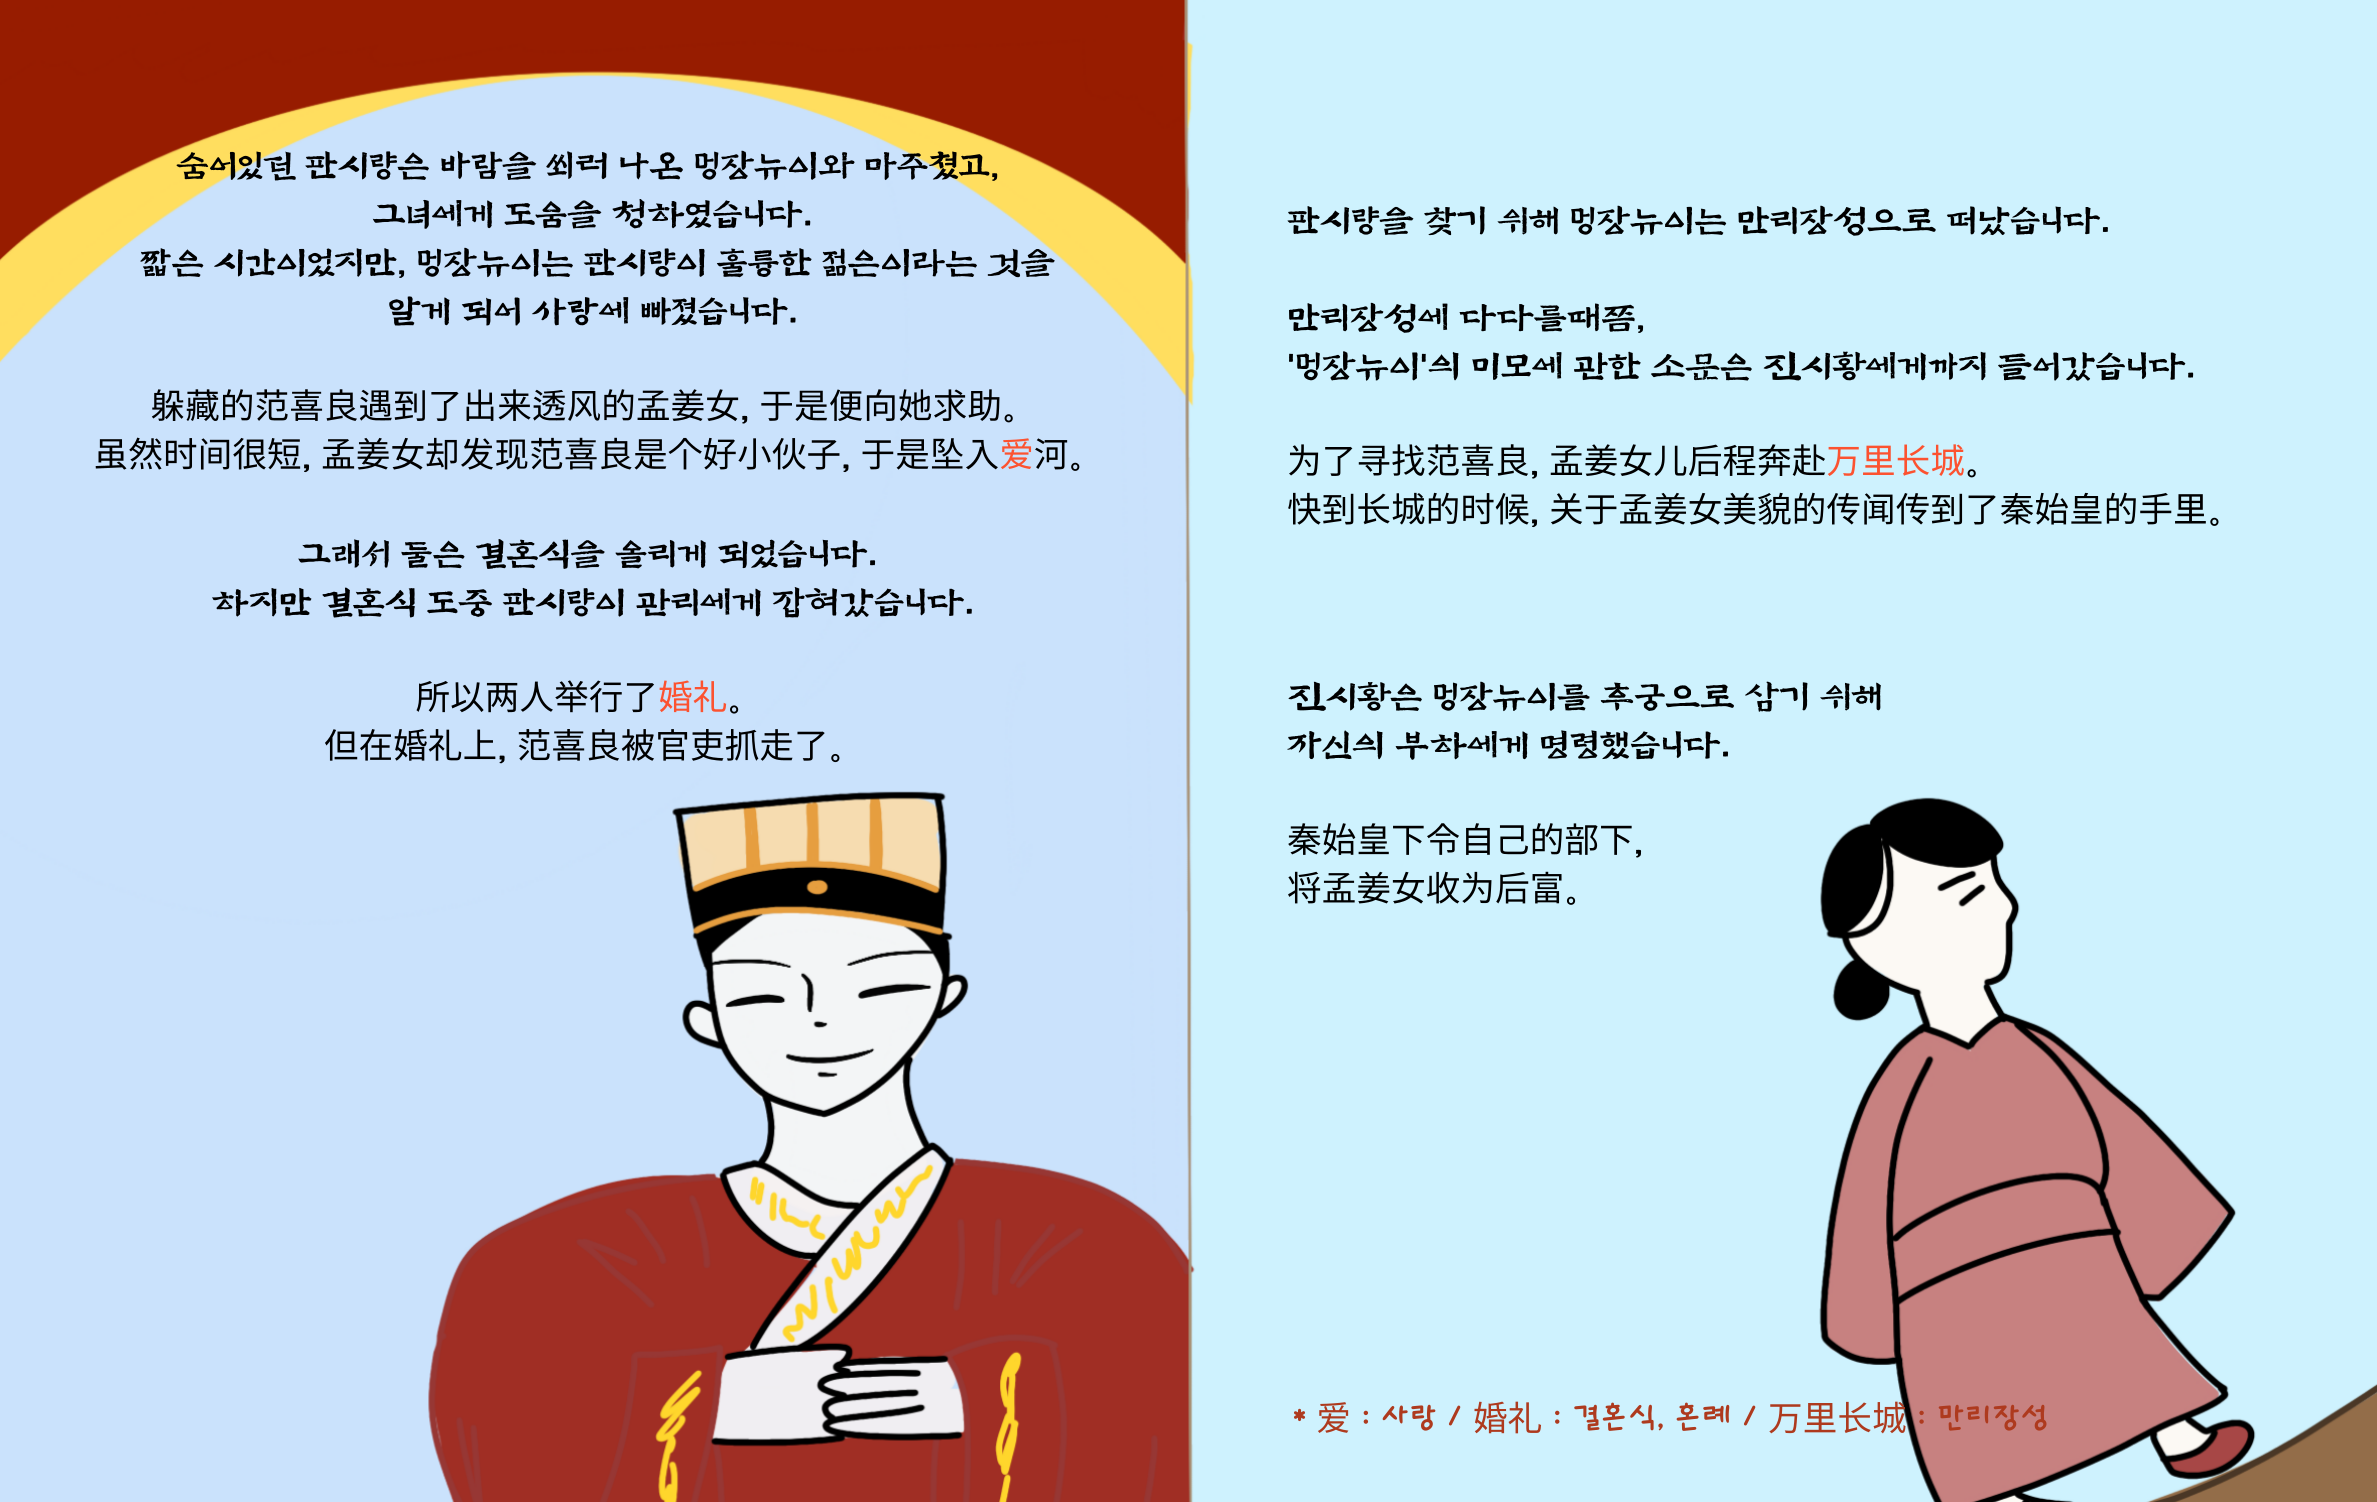 숨어있던 판시량은 바람을 쐬러 나온 멍장뉴이와 마주쳤고,
그녀에게 도움을 청하였습니다.
짧은 시간이었지만, 멍장뉴이는 판시량이 훌륭한 젊은이라는 것을
알게 되어 사랑에 빠졌습니다.
躲藏的范喜良遇到了出来透风的孟姜女, 于是便向她求助。
虽然时间很短, 孟姜女却发现范喜良是个好小伙子, 于是坠入爱河。
그래서 둘은 결혼식을 올리게 되었습니다.
하지만 결혼식 도중 판시량이 관리에게 잡혀갔습니다.
所以两人举行了婚礼。
但在婚礼上, 范喜良被官吏抓走了。
판시량을 찾기 위해 멍장뉴이는 만리장성으로 떠났습니다.
만리장성에 다다를때쯤,
'멍장뉴이'의 미모에 관한 소문은 진시황에게까지 들어갔습니다.
为了寻找范喜良, 孟姜女儿后程奔赴万里长城。
快到长城的时候, 关于孟姜女美貌的传闻传到了秦始皇的手里。
진시황은 멍장뉴이를 후궁으로 삼기 위해
자신의 부하에게 명령했습니다.
秦始皇下令自己的部下,
将孟姜女收为后富。
* 爱 : 사랑 / 婚礼 : 결혼식, 혼례 / 万里长城 : 만리장성